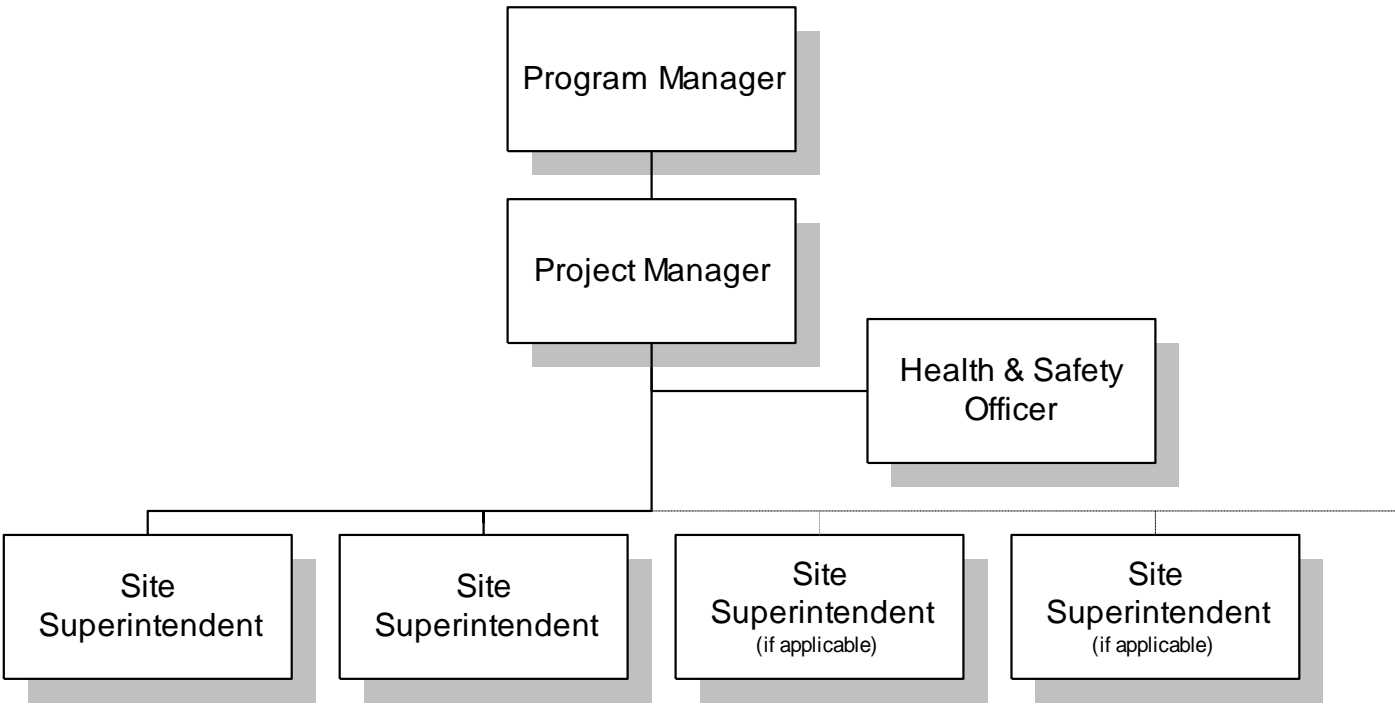 Program Manager
Project Manager
Health & Safety
Officer
Site
Superintendent
Site
Superintendent
Site
Superintendent
(if applicable)
Site
Superintendent
(if applicable)